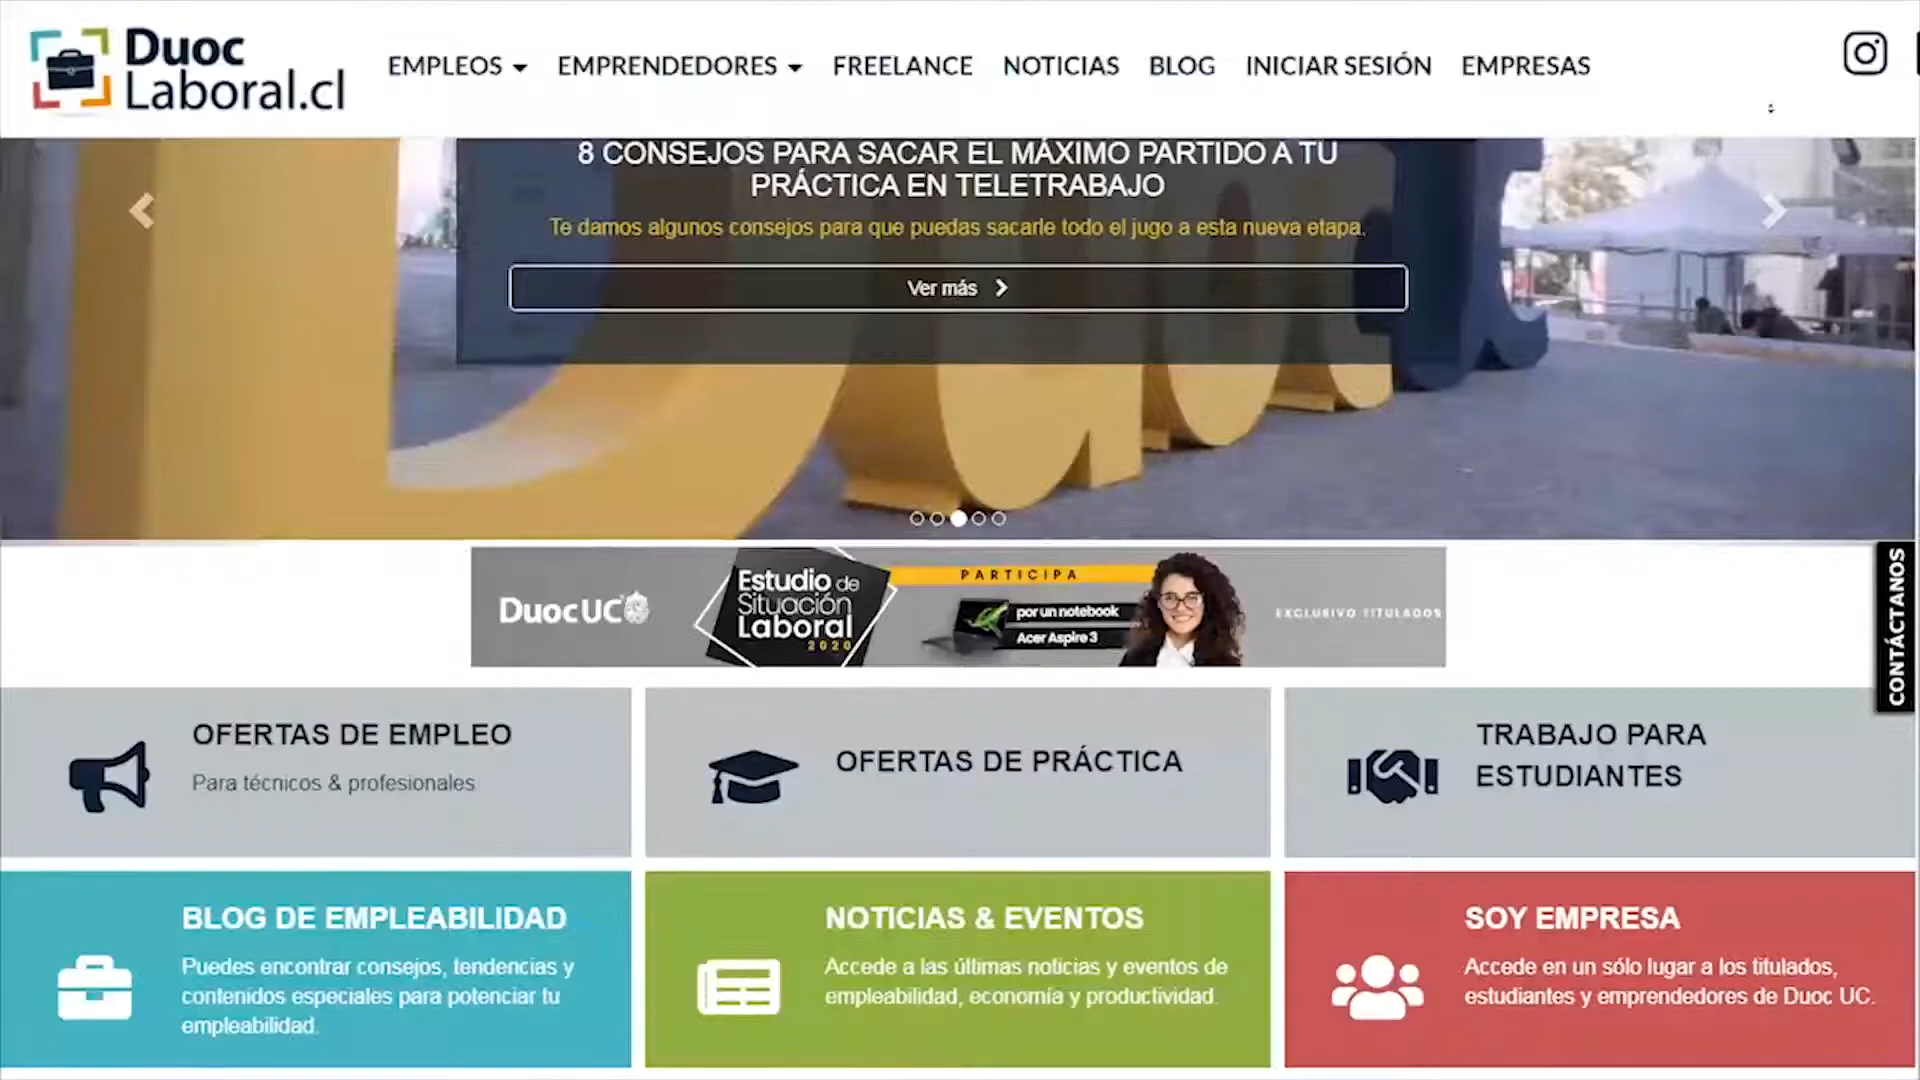 Duoc
Laboral.cl
EMPLEOS
EMPRENDEDORES
FREELANCE
NOTICIAS
BLOG
INICIAR SESIÓN
EMPRESAS
8 CONSEJOS PARA SACAR EL MÁXIMO PARTIDO A TU
PRÁCTICA EN TELETRABAJO
Te damos algunos consejos para que puedas sacarle todo el jugo a esta nueva etapa.
Ver más
DuocUC
Estudio de
Situación
Laboral
2020
PARTICIPA
por un notebook
Acer Aspire 3
EXCLUSIVO TITULADOS
CONTÁCTANOS
OFERTAS DE EMPLEO
Para técnicos & profesionales
OFERTAS DE PRÁCTICA
TRABAJO PARA
ESTUDIANTES
BLOG DE EMPLEABILIDAD
Puedes encontrar consejos, tendencias y
contenidos especiales para potenciar tu
empleabilidad.
NOTICIAS & EVENTOS
Accede a las últimas noticias y eventos de
empleabilidad, economía y productividad.
SOY EMPRESA
Accede en un sólo lugar a los titulados,
estudiantes y emprendedores de Duoc UC.